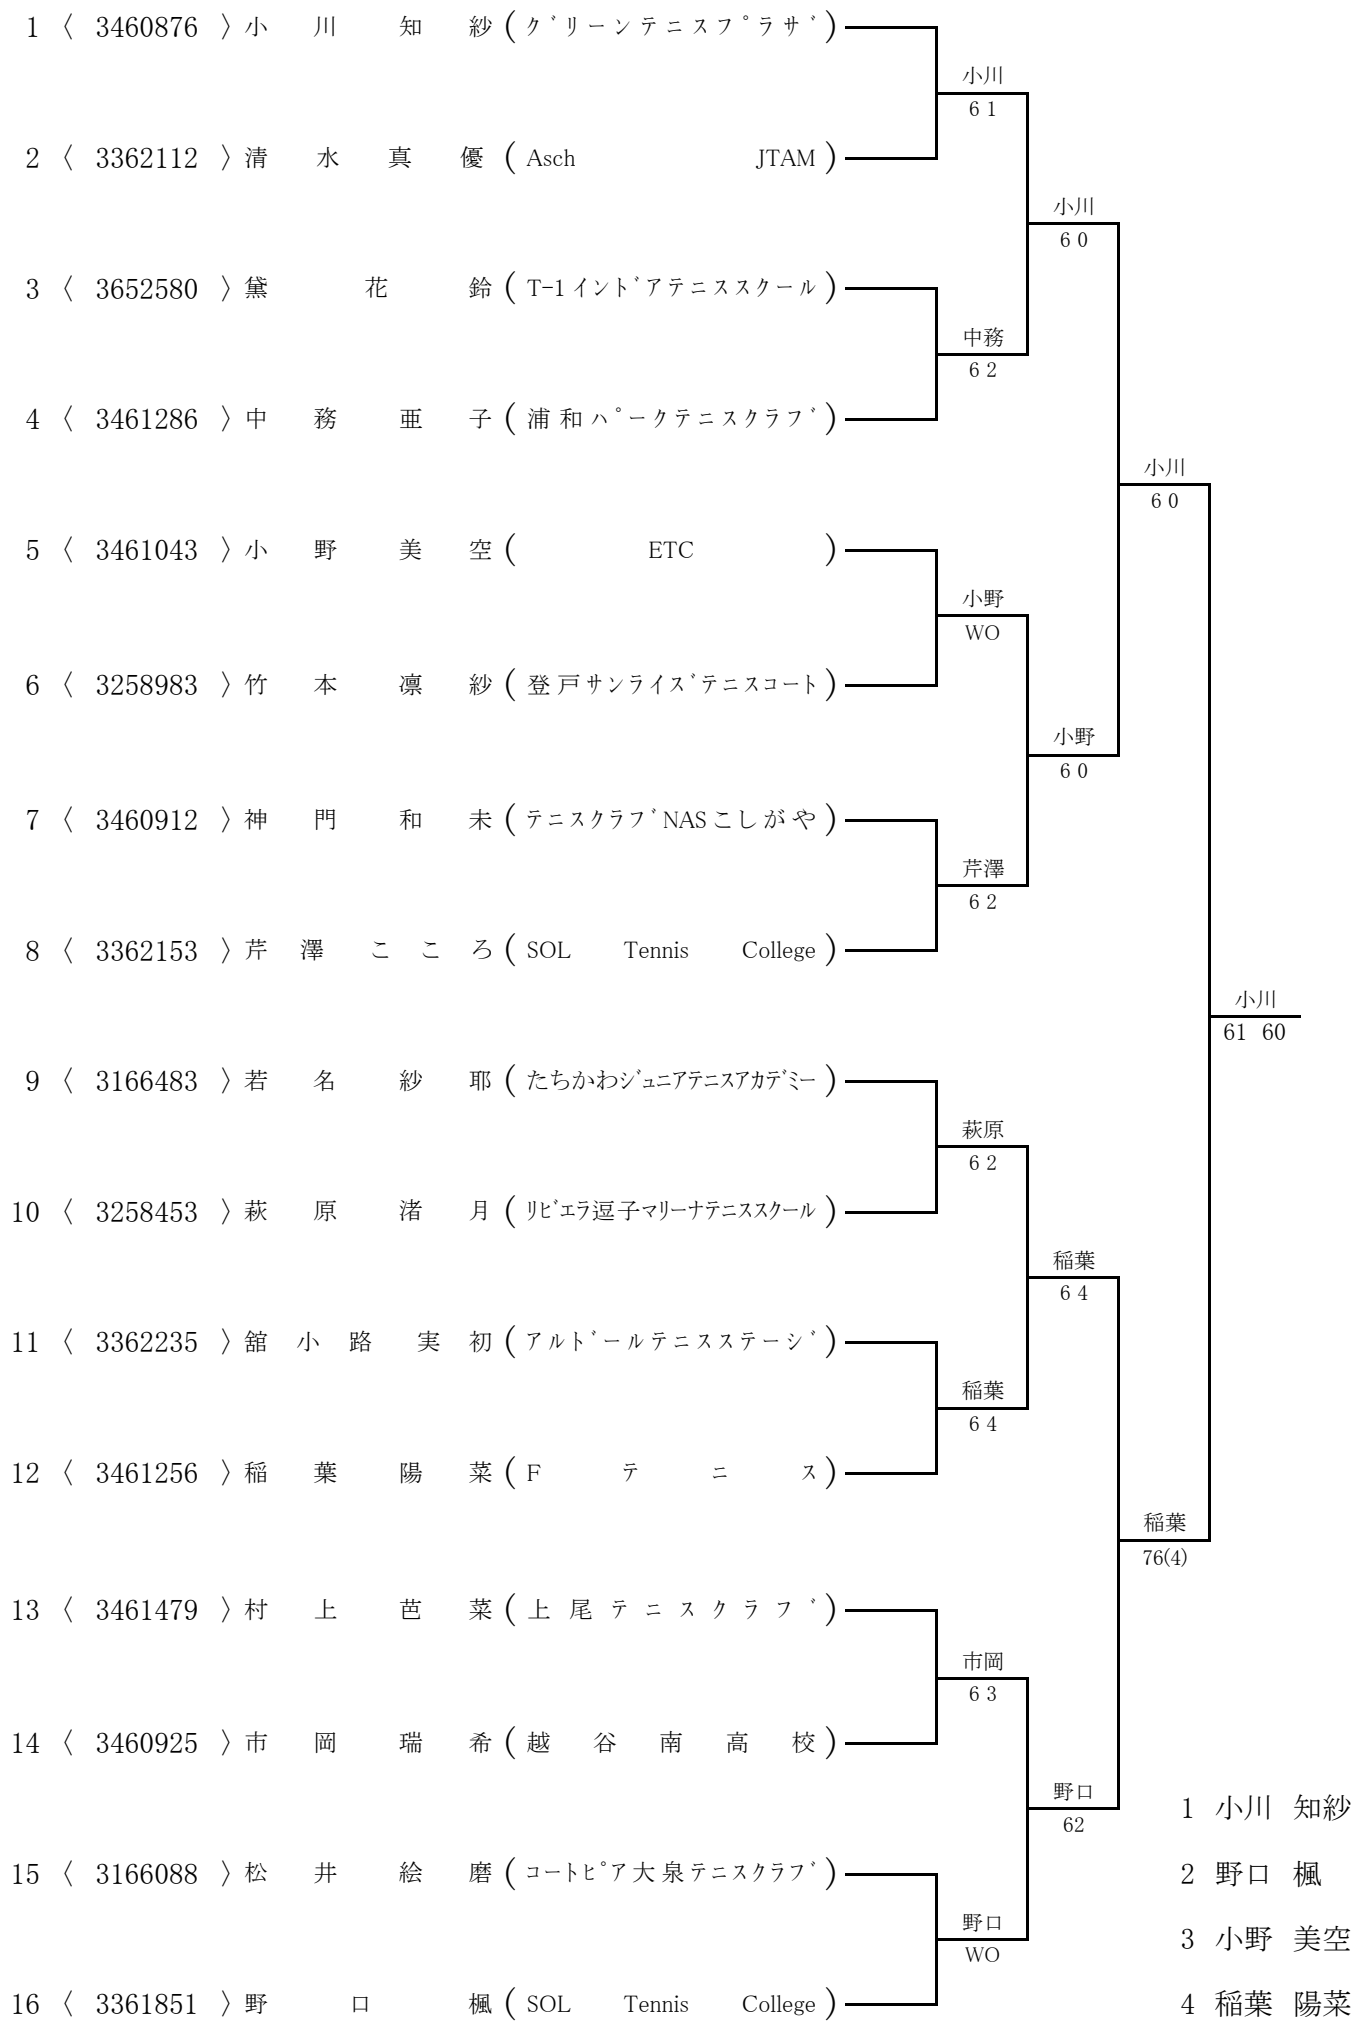 1 〈 3460876 〉 小川知紗 (グリーンテニスプラザ)
小川
6 1
2 〈 3362112 〉 清水真優 (Asch JTAM)
小川
6 0
3 〈 3652580 〉 黛花鈴 (T-1インドアテニススクール)
中務
6 2
4 〈 3461286 〉 中務亜子 (浦和パークテニスクラブ)
小川
6 0
5 〈 3461043 〉 小野美空 (ETC)
小野
WO
6 〈 3258983 〉 竹本凛紗 (登戸サンライズテニスコート)
小野
6 0
7 〈 3460912 〉 神門和未 (テニスクラブNASこしがや)
芹澤
6 2
8 〈 3362153 〉 芹澤こころ (SOL Tennis College)
小川
61 60
9 〈 3166483 〉 若名紗耶 (たちかわジュニアテニスアカデミー)
萩原
6 2
10 〈 3258453 〉 萩原渚月 (リビエラ逗子マリーナテニススクール)
稲葉
6 4
11 〈 3362235 〉 舘小路実初 (アルドールテニスステージ)
稲葉
6 4
12 〈 3461256 〉 稲葉陽菜 (Fテニス)
稲葉
76(4)
13 〈 3461479 〉 村上芭菜 (上尾テニスクラブ)
市岡
6 3
14 〈 3460925 〉 市岡瑞希 (越谷南高校)
野口
62
15 〈 3166088 〉 松井絵磨 (コートピア大泉テニスクラブ)
野口
WO
16 〈 3361851 〉 野口楓 (SOL Tennis College)
1 小川 知紗
2 野口 楓
3 小野 美空
4 稲葉 陽菜